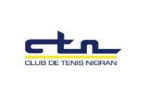 ctn
CLUB DE TENIS NIGRAN